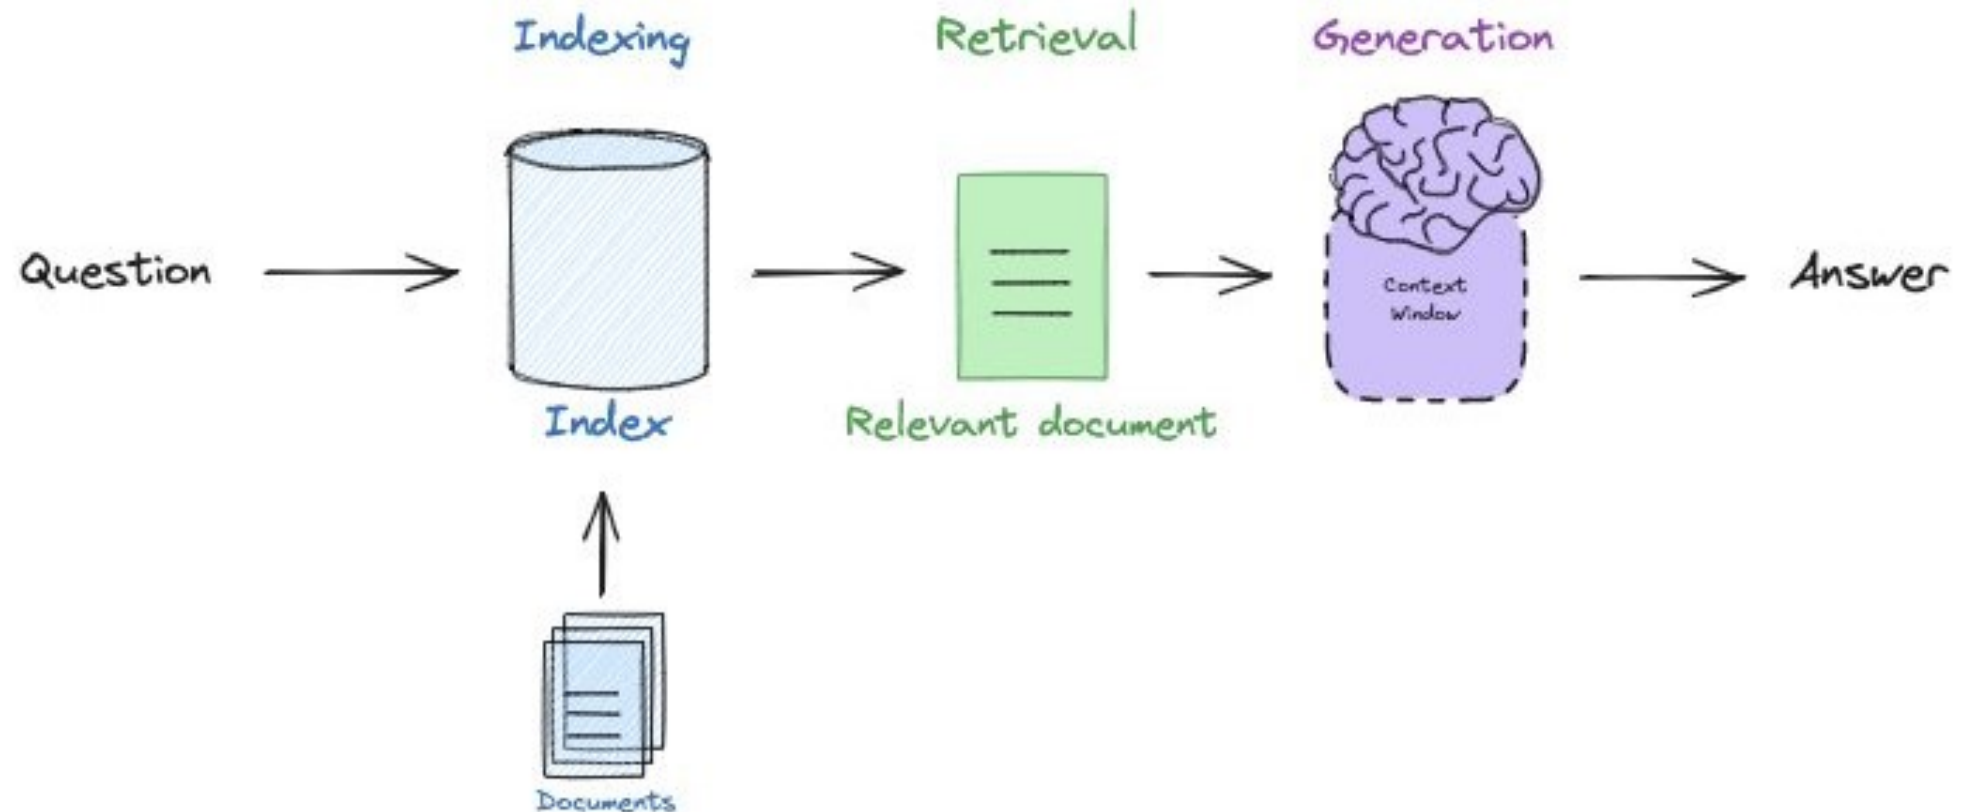 Indexing
Retrieval
Generation
Question
Context
Window
Answer
Index
Relevant document
Documents